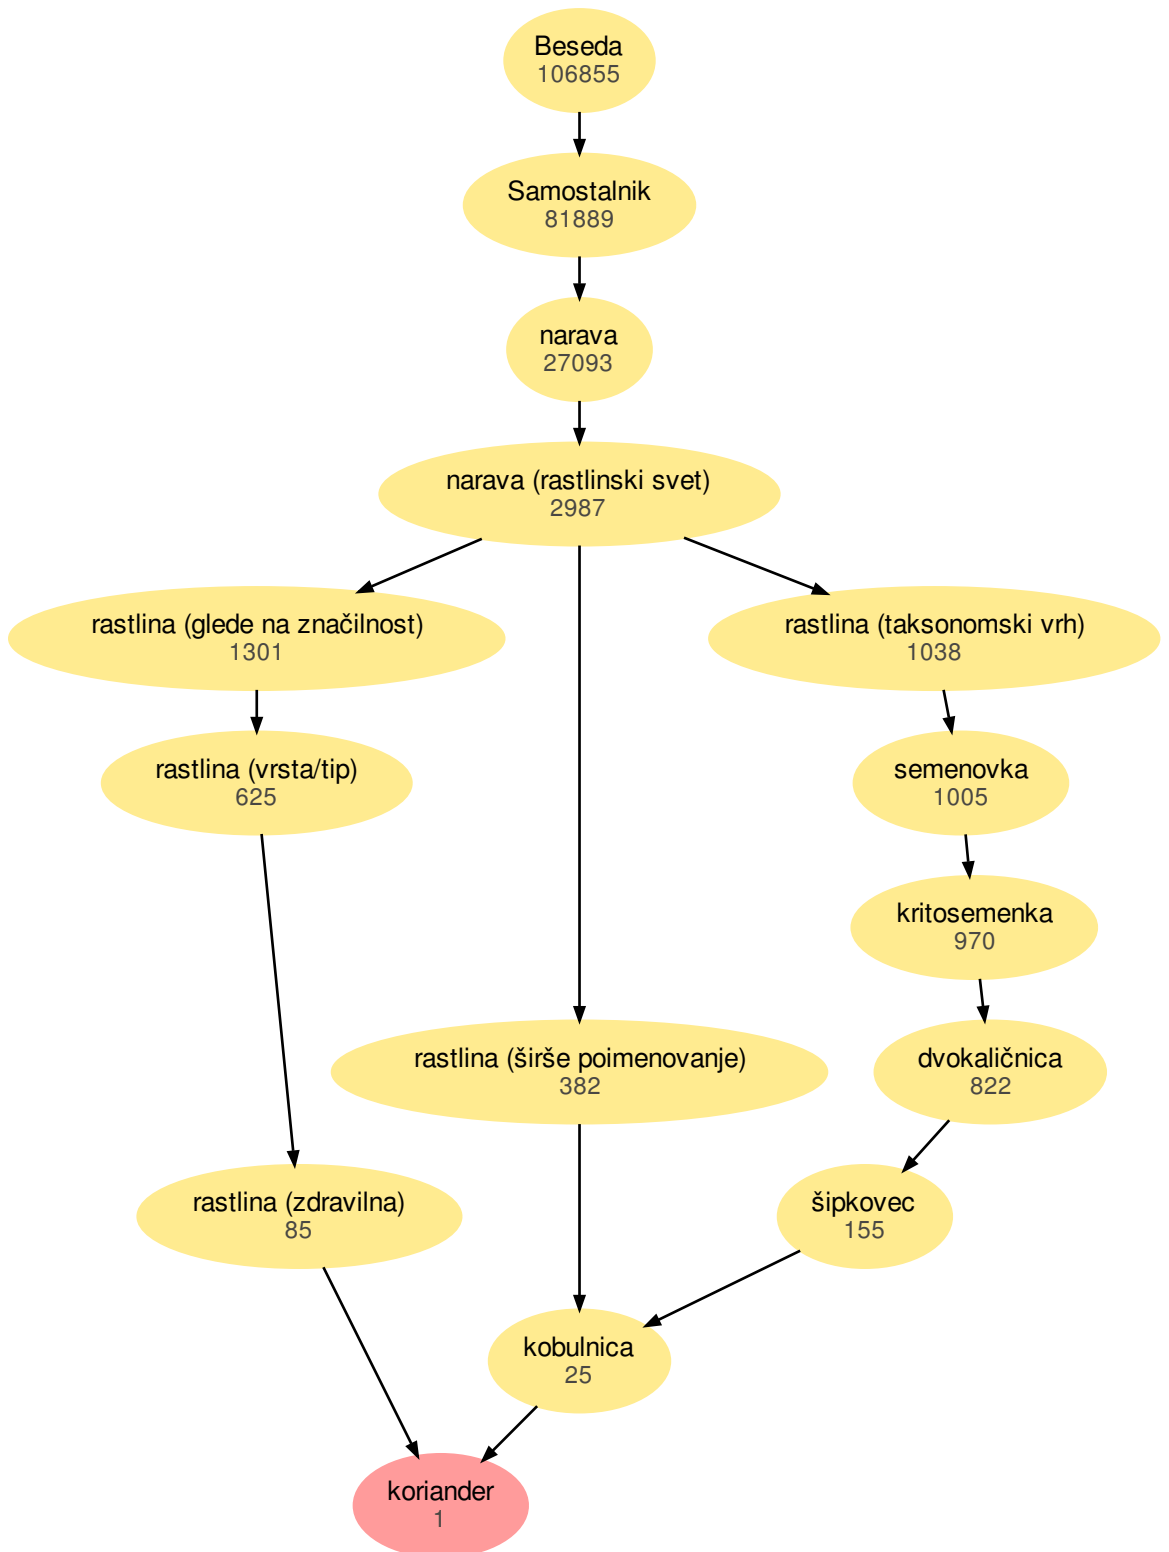 Beseda
106855
Samostalnik
81889
narava
27093
narava (rastlinski svet)
2987
rastlina (glede na značilnost)
1301
rastlina (taksonomski vrh)
1038
rastlina (vrsta/tip)
625
semenovka
1005
kritosemenka
970
rastlina (širše poimenovanje)
382
dvokaličnica
822
rastlina (zdravilna)
85
šipkovec
155
kobulnica
25
koriander
1